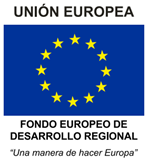 UNIÓN EUROPEA
FONDO EUROPEO DE
DESARROLLO REGIONAL
“Una manera de hacer Europa”